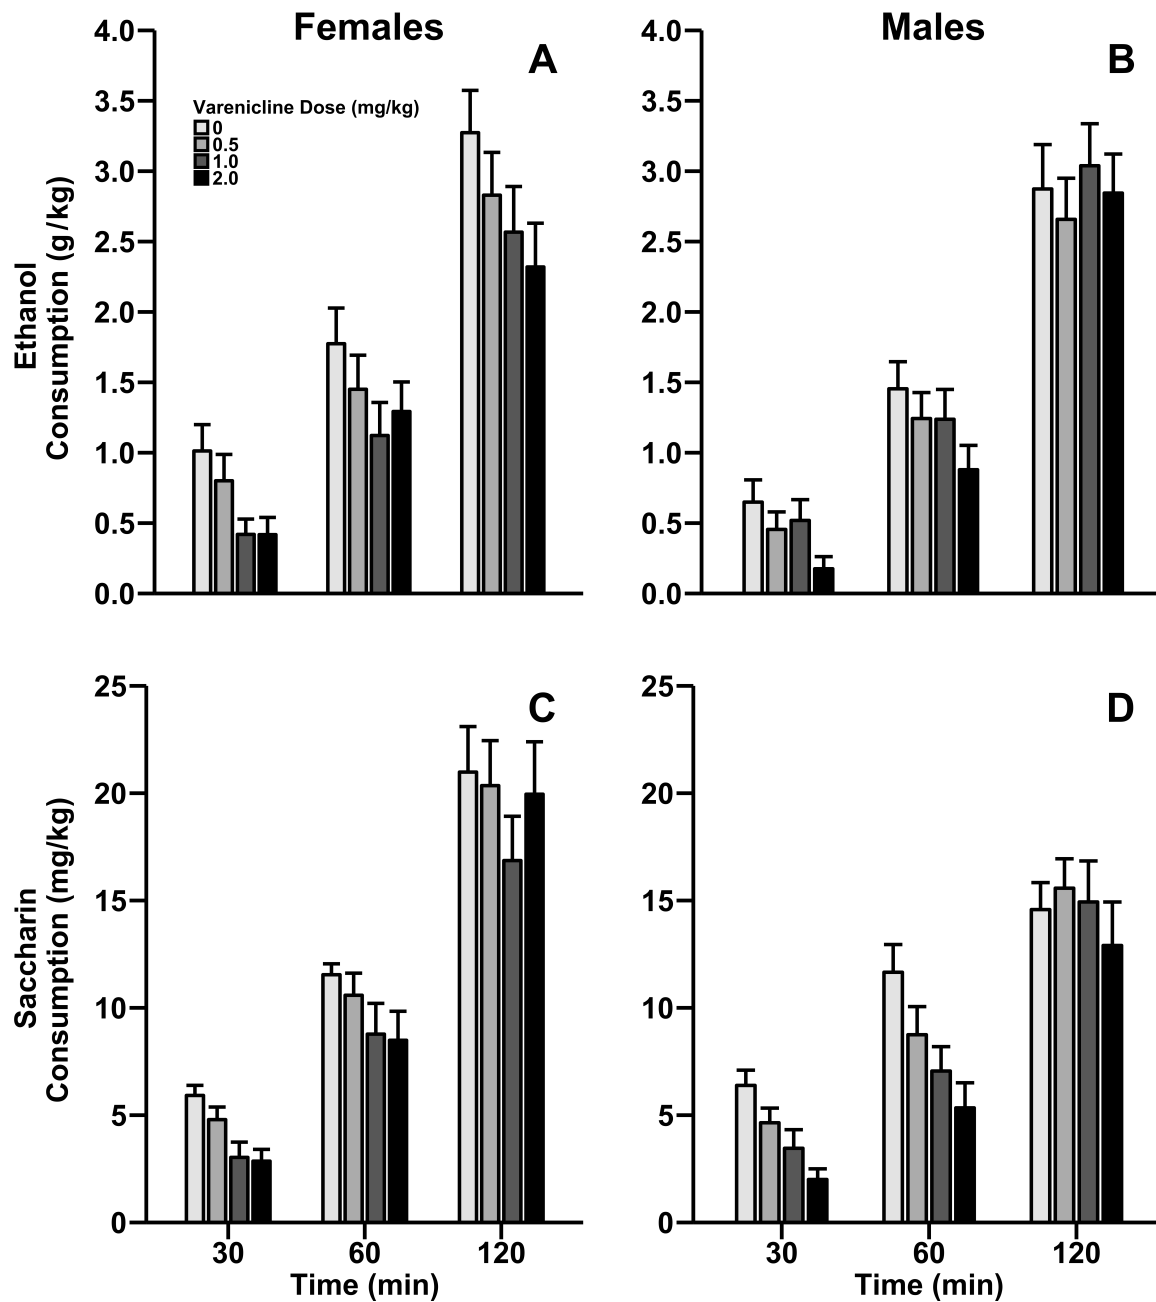 Females
Males
A
B
Ethanol
Consumption (g/kg)
4.0
3.5
3.0
2.5
2.0
1.5
1.0
0.5
0.0
Varenicline Dose (mg/kg)
0
0.5
1.0
2.0
4.0
3.5
3.0
2.5
2.0
1.5
1.0
0.5
0.0
C
D
Saccharin
Consumption (mg/kg)
25
20
15
10
5
0
30 60 120
Time (min)
25
20
15
10
5
0
30 60 120
Time (min)